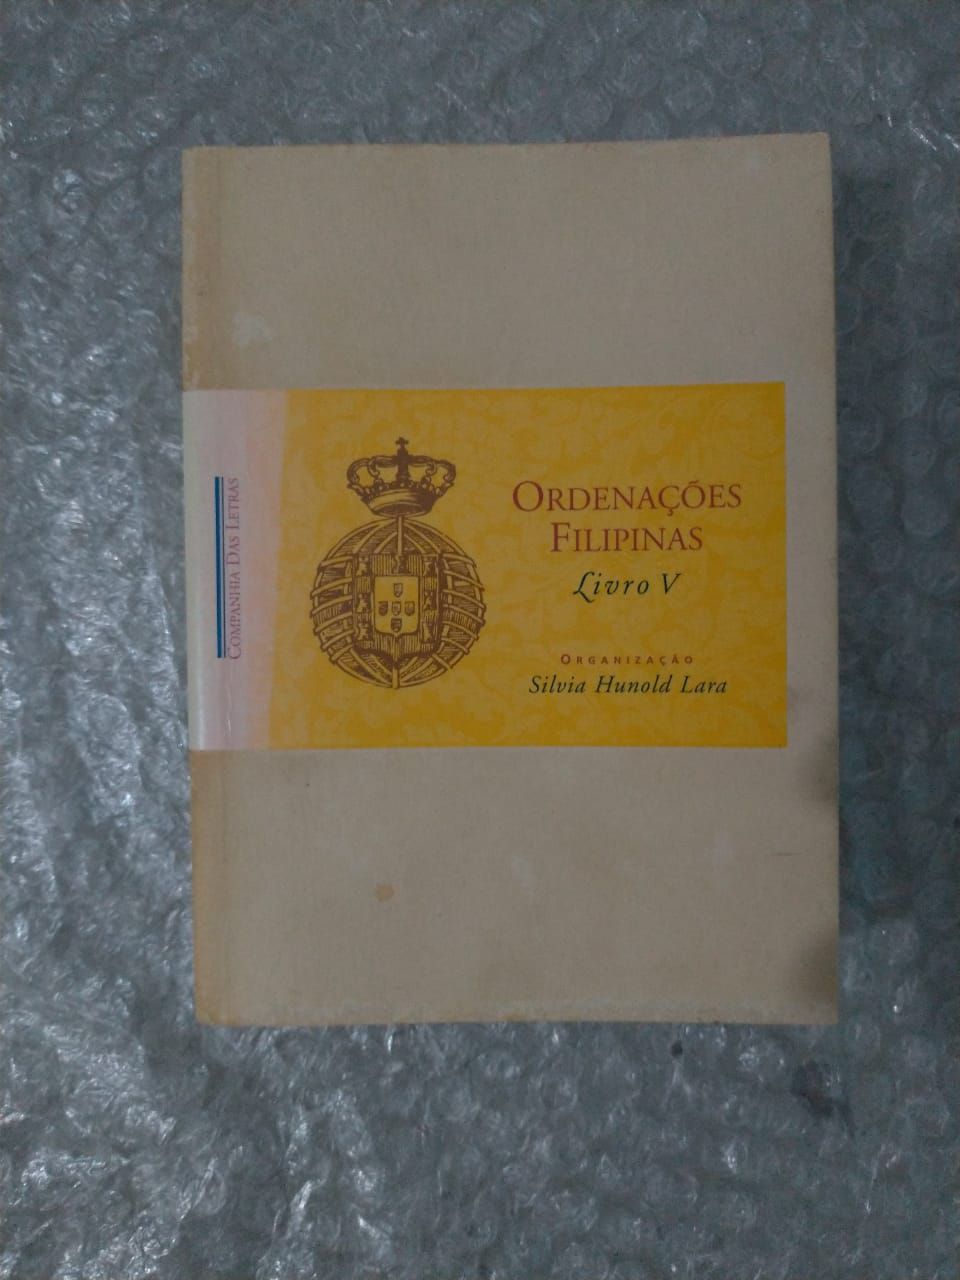 COMPANHIA DAS LETRAS
ORDENAÇÕES
FILIPINAS
Livro V
ORGANIZAÇÃO
Silvia Hunold Lara